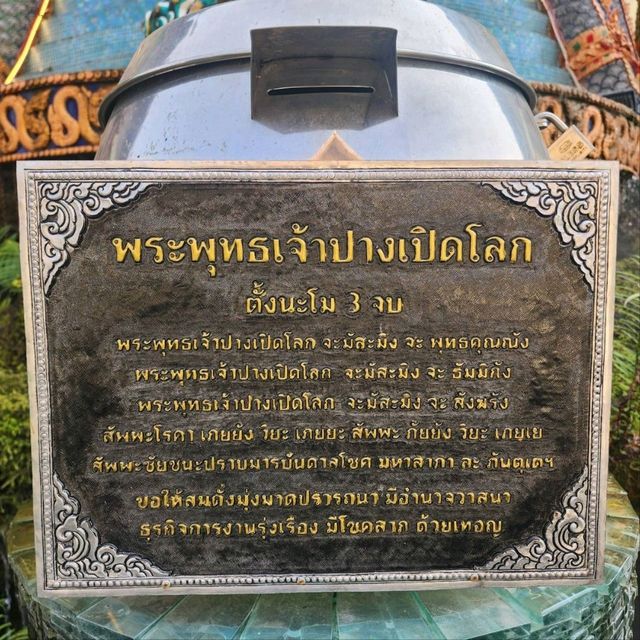 พระพุทธเจ้าปางเปิดโลก
ตั้งนะโม 3 จบ
พระพุทธเจ้าปางเปิดโลก จะมัสะมิง จะ พุทธคุณณัง
พระพุทธเจ้าปางเปิดโลก จะมัสะมิง จะ ธัมมิกัง
พระพุทธเจ้าปางเปิดโลก จะมัสะมิง จะ สังฆรัง
สัพพะโรคา เภยยัง วิยะ เภยยะ สัพพะ ภัยยัง วิยะ เภยฺเย
สัพพะชัยชนะปราบมารบันดาลโชค มหาลาภา ละ ภันตุเตฯ
ขอให้สมดั่งมุ่งมาดปรารถนา มีอำนาจวาสนา
ธุรกิจการงานรุ่งเรือง มีโชคลาภ ด้วยเทอญ